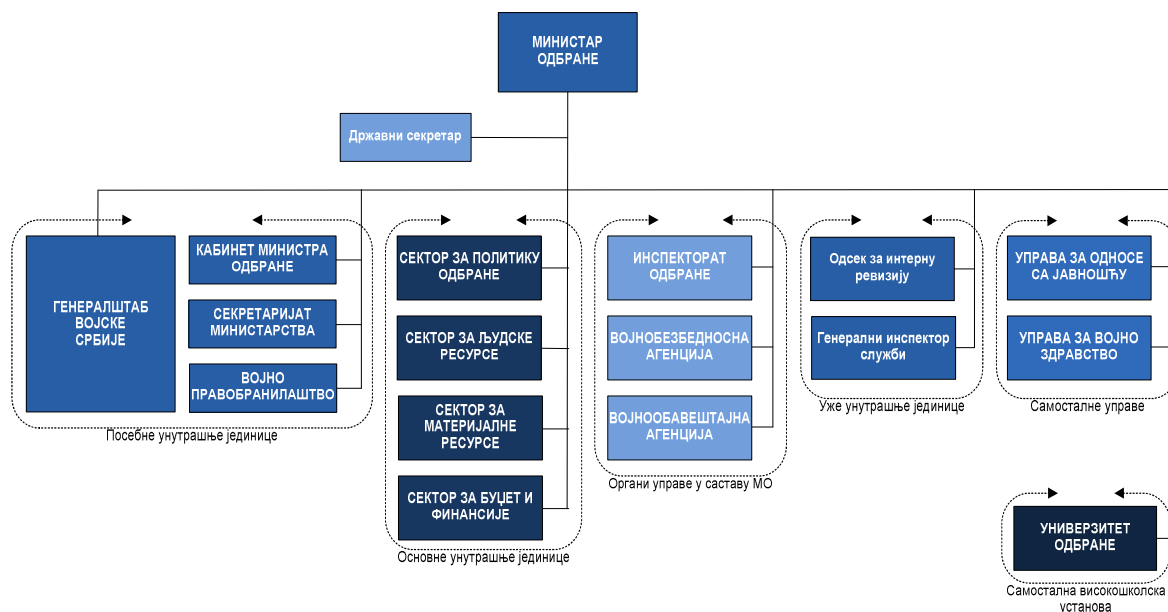 МИНИСТАР
ОДБРАНЕ
Државни секретар
ГЕНЕРАЛШТАБ
ВОЈСКЕ
СРБИЈЕ
КАБИНЕТ МИНИСТРА
ОДБРАНЕ
СЕКРЕТАРИЈАТ
МИНИСТАРСТВА
ВОЈНО
ПРАВОБРАНИЛАШТВО
Посебне унутрашње јединице
СЕКТОР ЗА ПОЛИТИКУ
ОДБРАНЕ
СЕКТОР ЗА ЉУДСКЕ
РЕСУРСЕ
СЕКТОР ЗА
МАТЕРИЈАЛНЕ
РЕСУРСЕ
СЕКТОР ЗА БУЏЕТ И
ФИНАНСИЈЕ
Основне унутрашње јединице
ИНСПЕКТОРАТ
ОДБРАНЕ
ВОЈНОБЕЗБЕДНОСНА
АГЕНЦИЈА
ВОЈНООБАВЕШТАЈНА
АГЕНЦИЈА
Органи управе у саставу МО
Одсек за интерну
ревизију
Генерални инспектор
службе
Уже унутрашње јединице
УПРАВА ЗА ОДНОСЕ
СА ЈАВНОШЋУ
УПРАВА ЗА ВОЈНО
ЗДРАВСТВО
Самосталне управе
УНИВЕРЗИТЕТ
ОДБРАНЕ
Самостална високошколска
установа